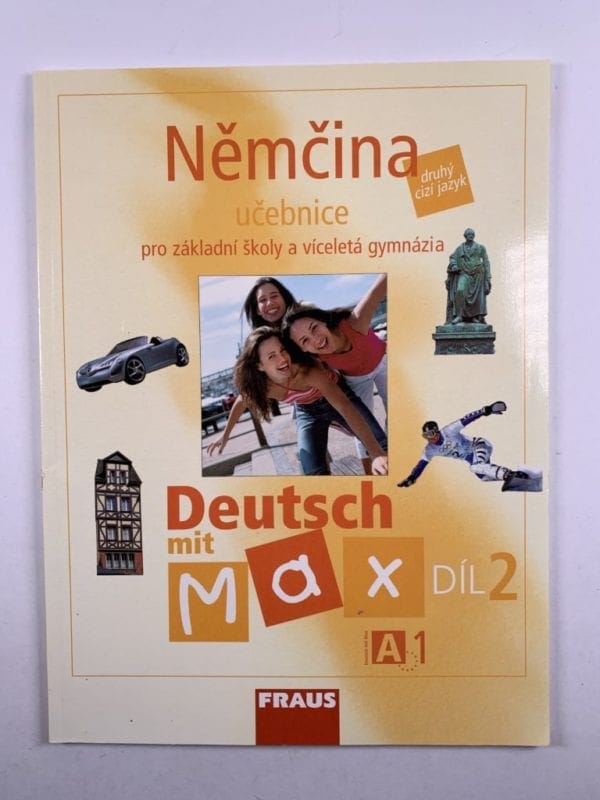 Němčina
druhý
cizí jazyk
učebnice
pro základní školy a víceletá gymnázia
Deutsch
mit
Max DÍL 2
A1
FRAUS